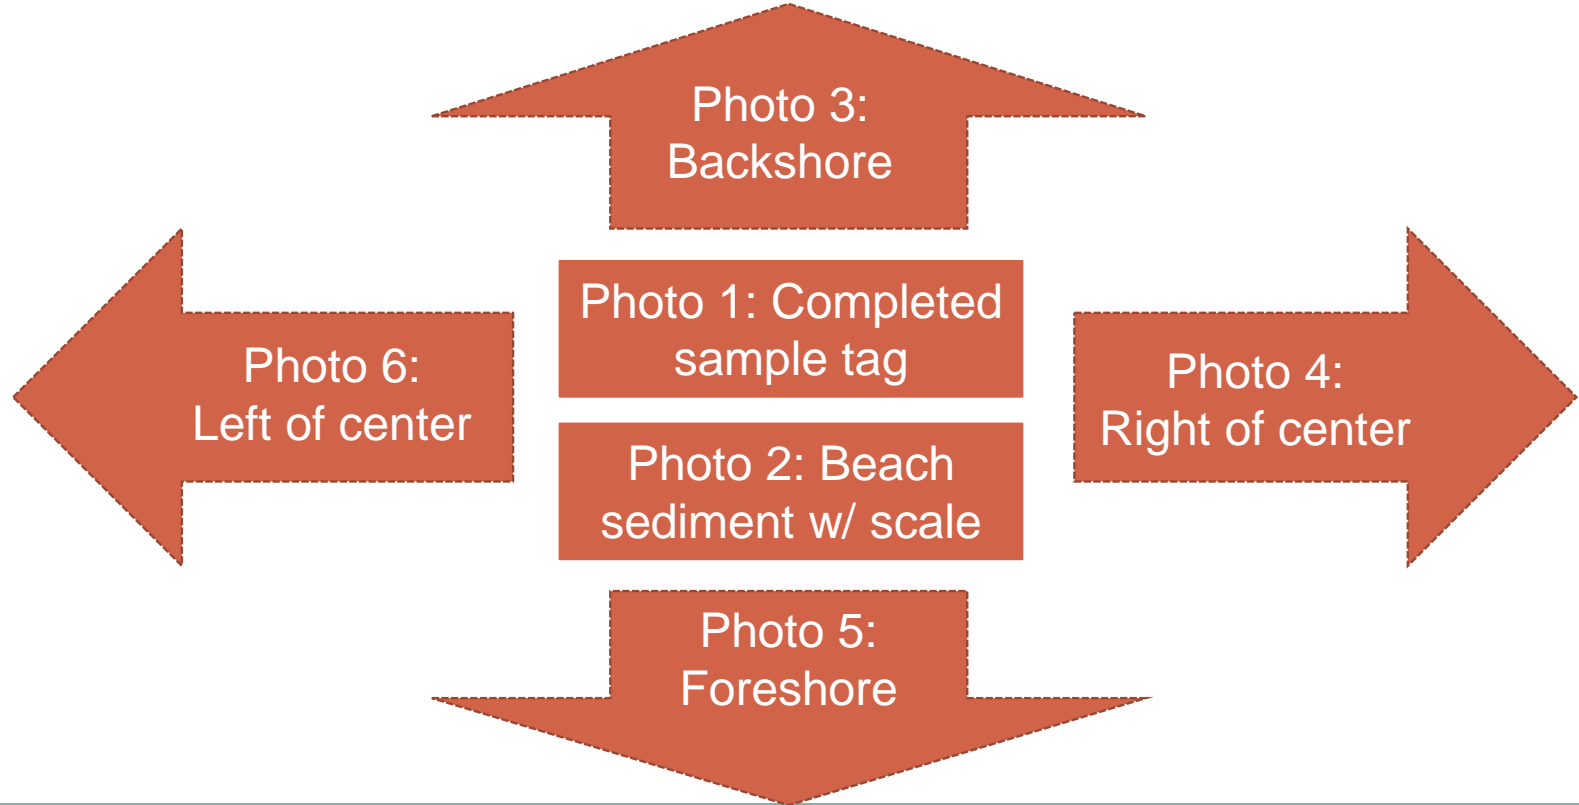 Photo 3:
Backshore
Photo 1: Completed
sample tag
Photo 6:
Left of center
Photo 4:
Right of center
Photo 2: Beach
sediment w/ scale
Photo 5:
Foreshore